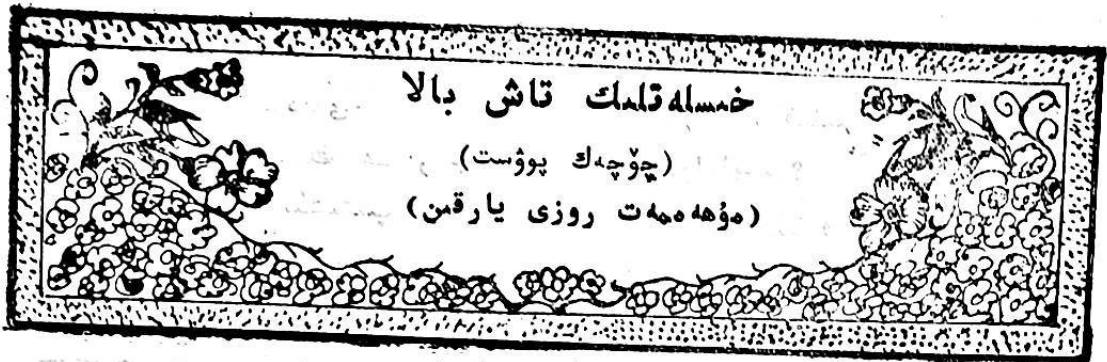 خىسلەتلىك تاش بالا
(چۆچەك پوۋست)
(مۇھەممەت روزى يارقىن)